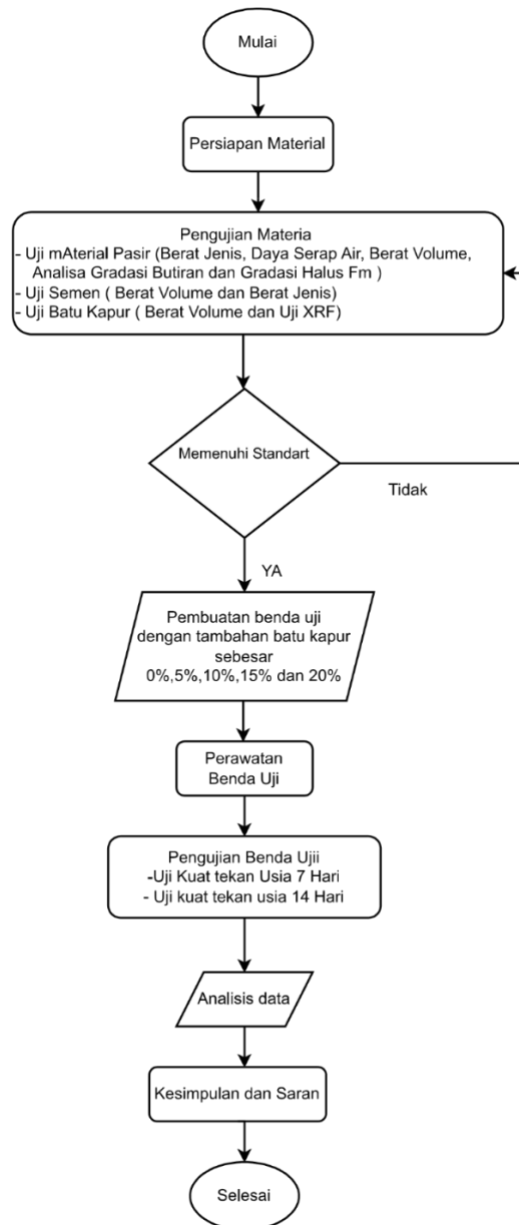 Mulai
Persiapan Material
Pengujian Materia
- Uji mAterial Pasir (Berat Jenis, Daya Serap Air, Berat Volume,
Analisa Gradasi Butiran dan Gradasi Halus Fm )
- Uji Semen ( Berat Volume dan Berat Jenis)
- Uji Batu Kapur ( Berat Volume dan Uji XRF)
Memenuhi Standart
Tidak
YA
Pembuatan benda uji
dengan tambahan batu kapur
sebesar
0%,5%,10%,15% dan 20%
Perawatan
Benda Uji
Pengujian Benda Ujii
-Uji Kuat tekan Usia 7 Hari
- Uji kuat tekan usia 14 Hari
Analisis data
Kesimpulan dan Saran
Selesai